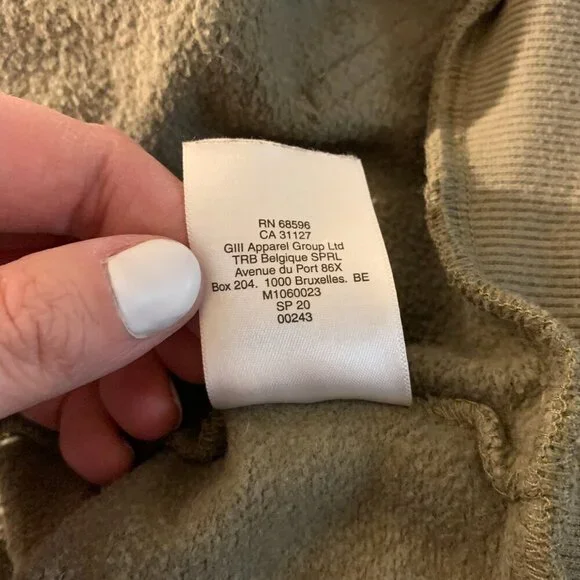 RN 68596
CA 31127
GIII Apparel Group Ltd
TRB Belgique SPRL
Avenue du Port 86X
Box 204. 1000 Bruxelles. BE
M1060023
SP 20
00243